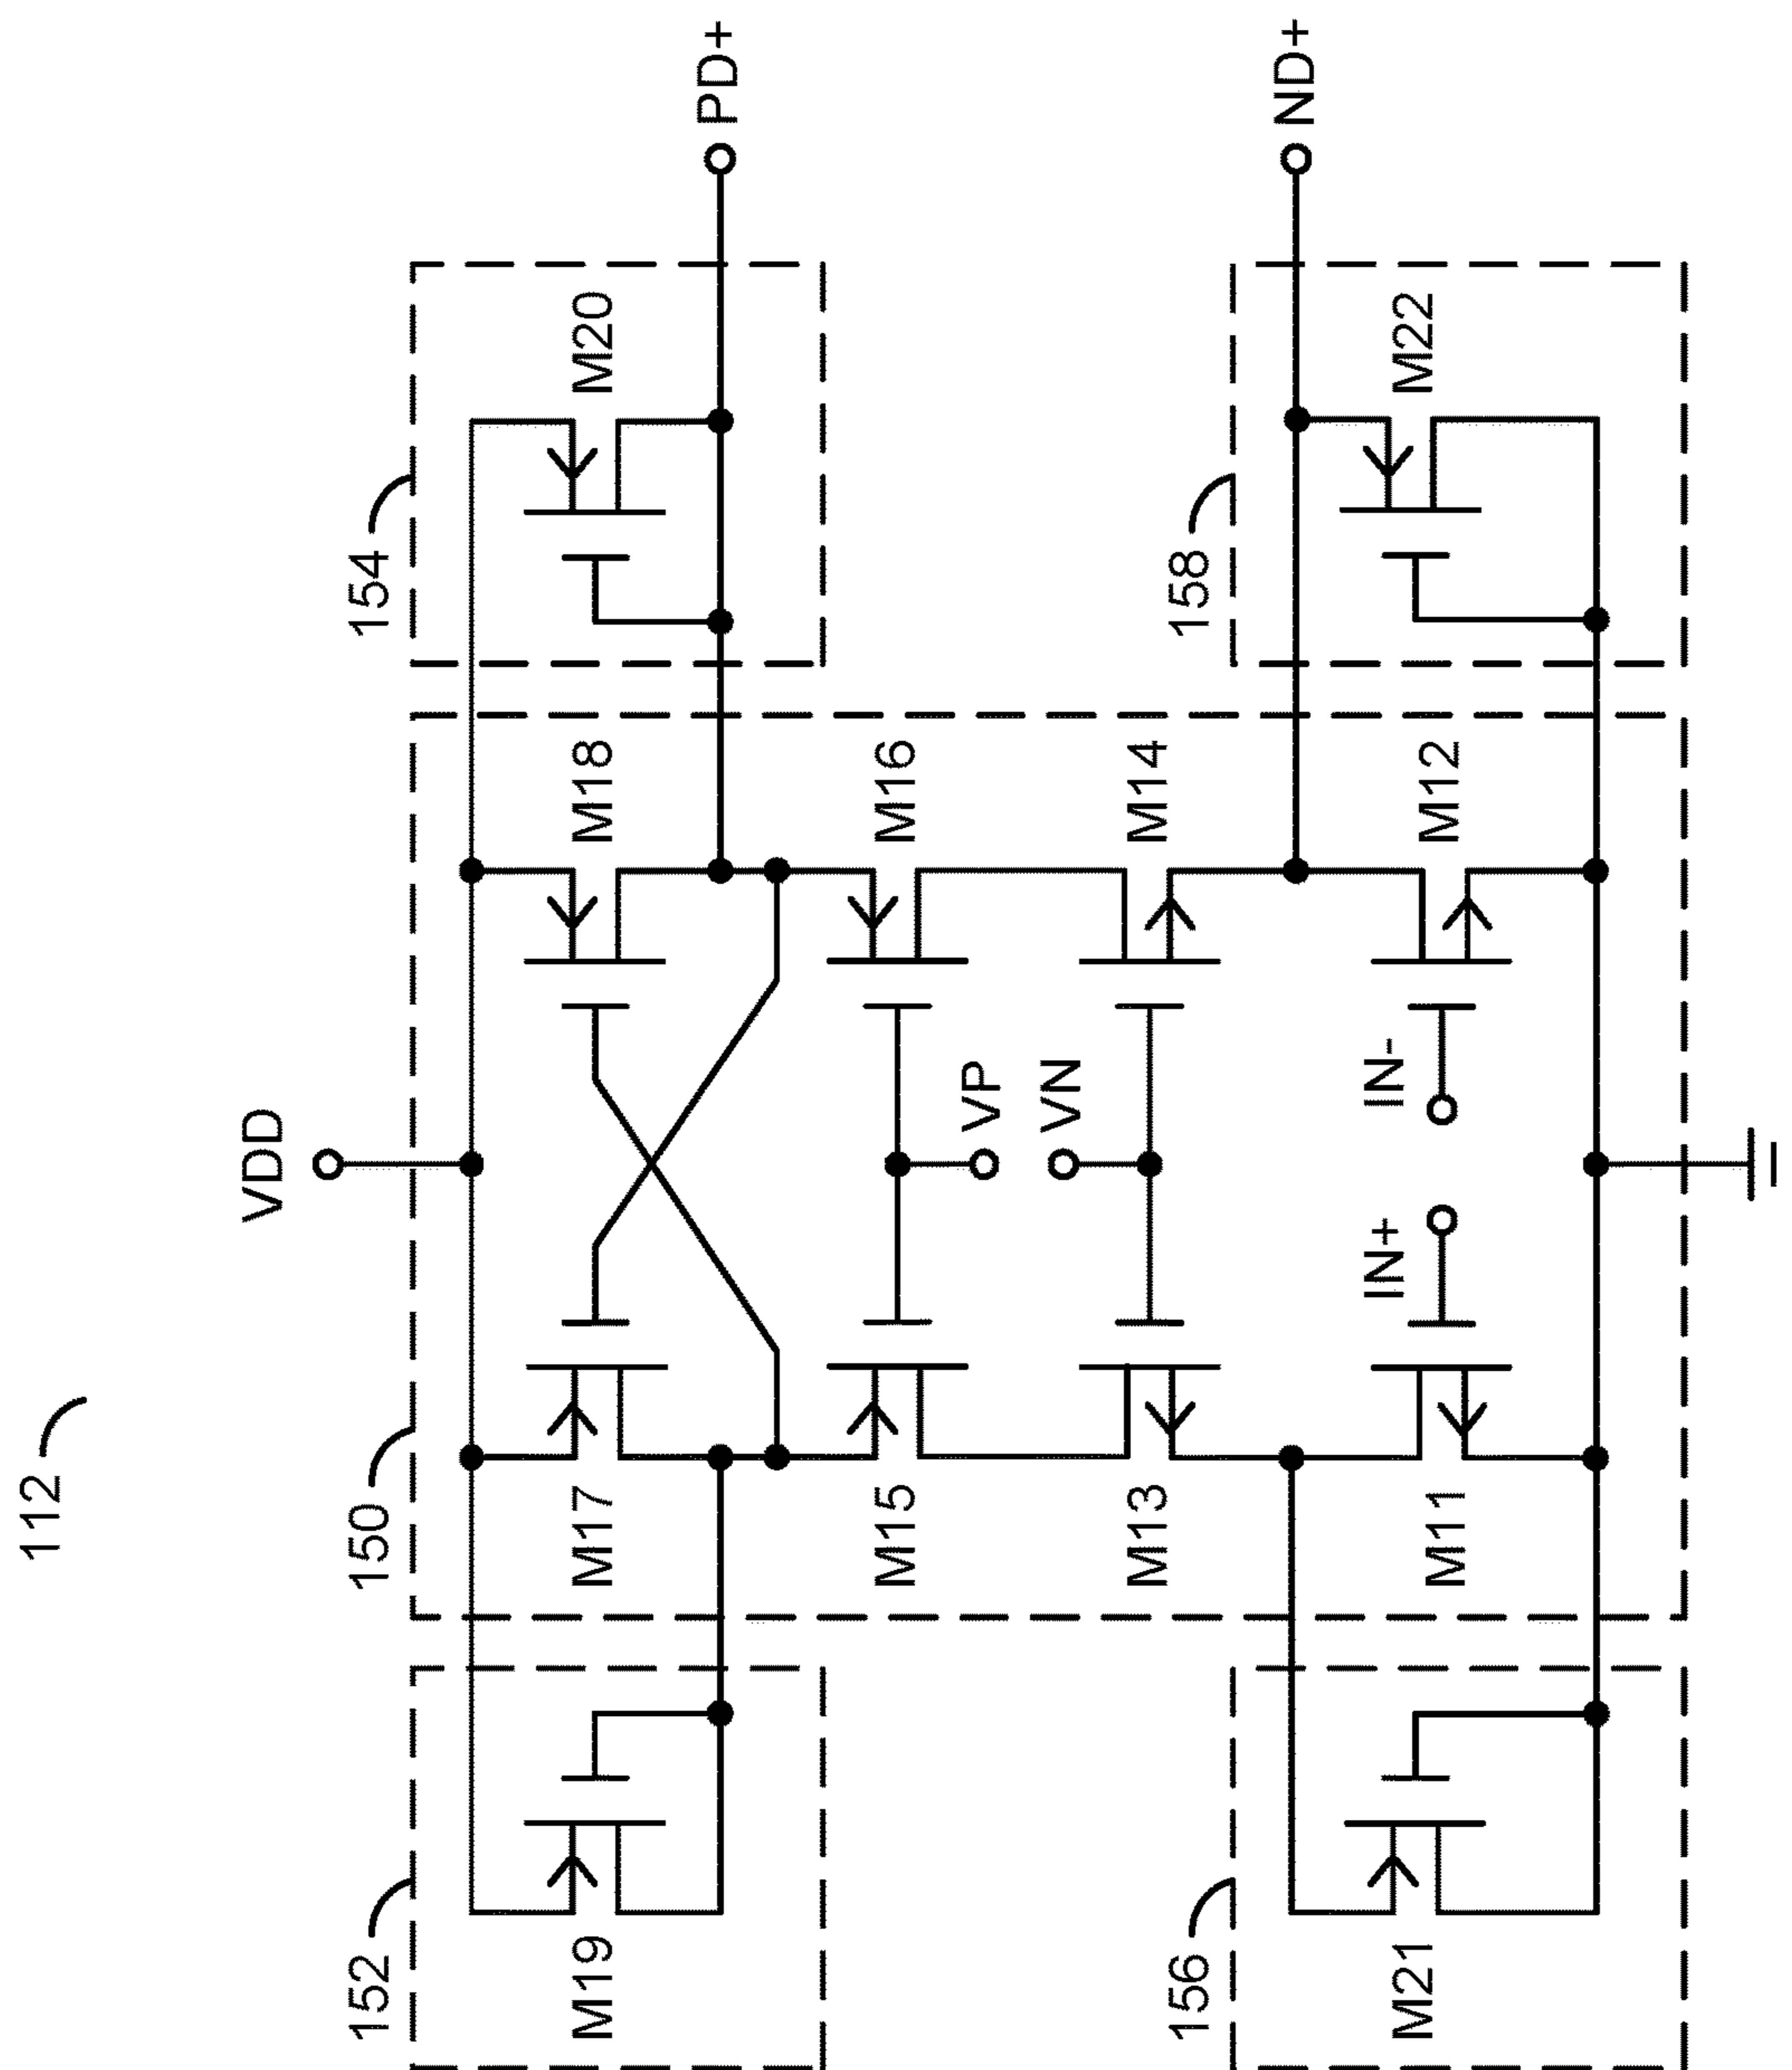 112
VDD
152
150
154
M19
M17
M18
M20
PD+
M15
M16
VP
VN
M13
M14
156
158
ND+
IN+
IN-
M21
M11
M12
M22